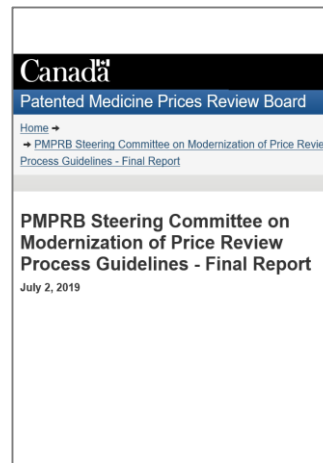 Canada
Patented Medicine Prices Review Board
Home ➔
➔ PMPRB Steering Committee on Modernization of Price Revie
Process Guidelines - Final Report
PMPRB Steering Committee on
Modernization of Price Review
Process Guidelines - Final Report
July 2, 2019